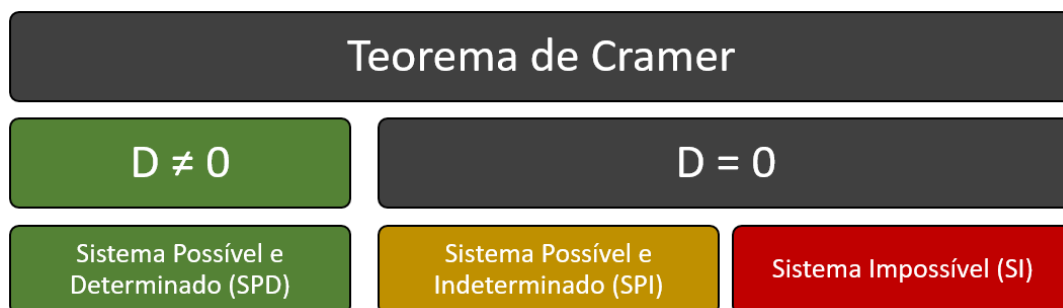 Teorema de Cramer
D ≠ 0
D = 0
Sistema Possível e
Determinado (SPD)
Sistema Possível e
Indeterminado (SPI)
Sistema Impossível (SI)